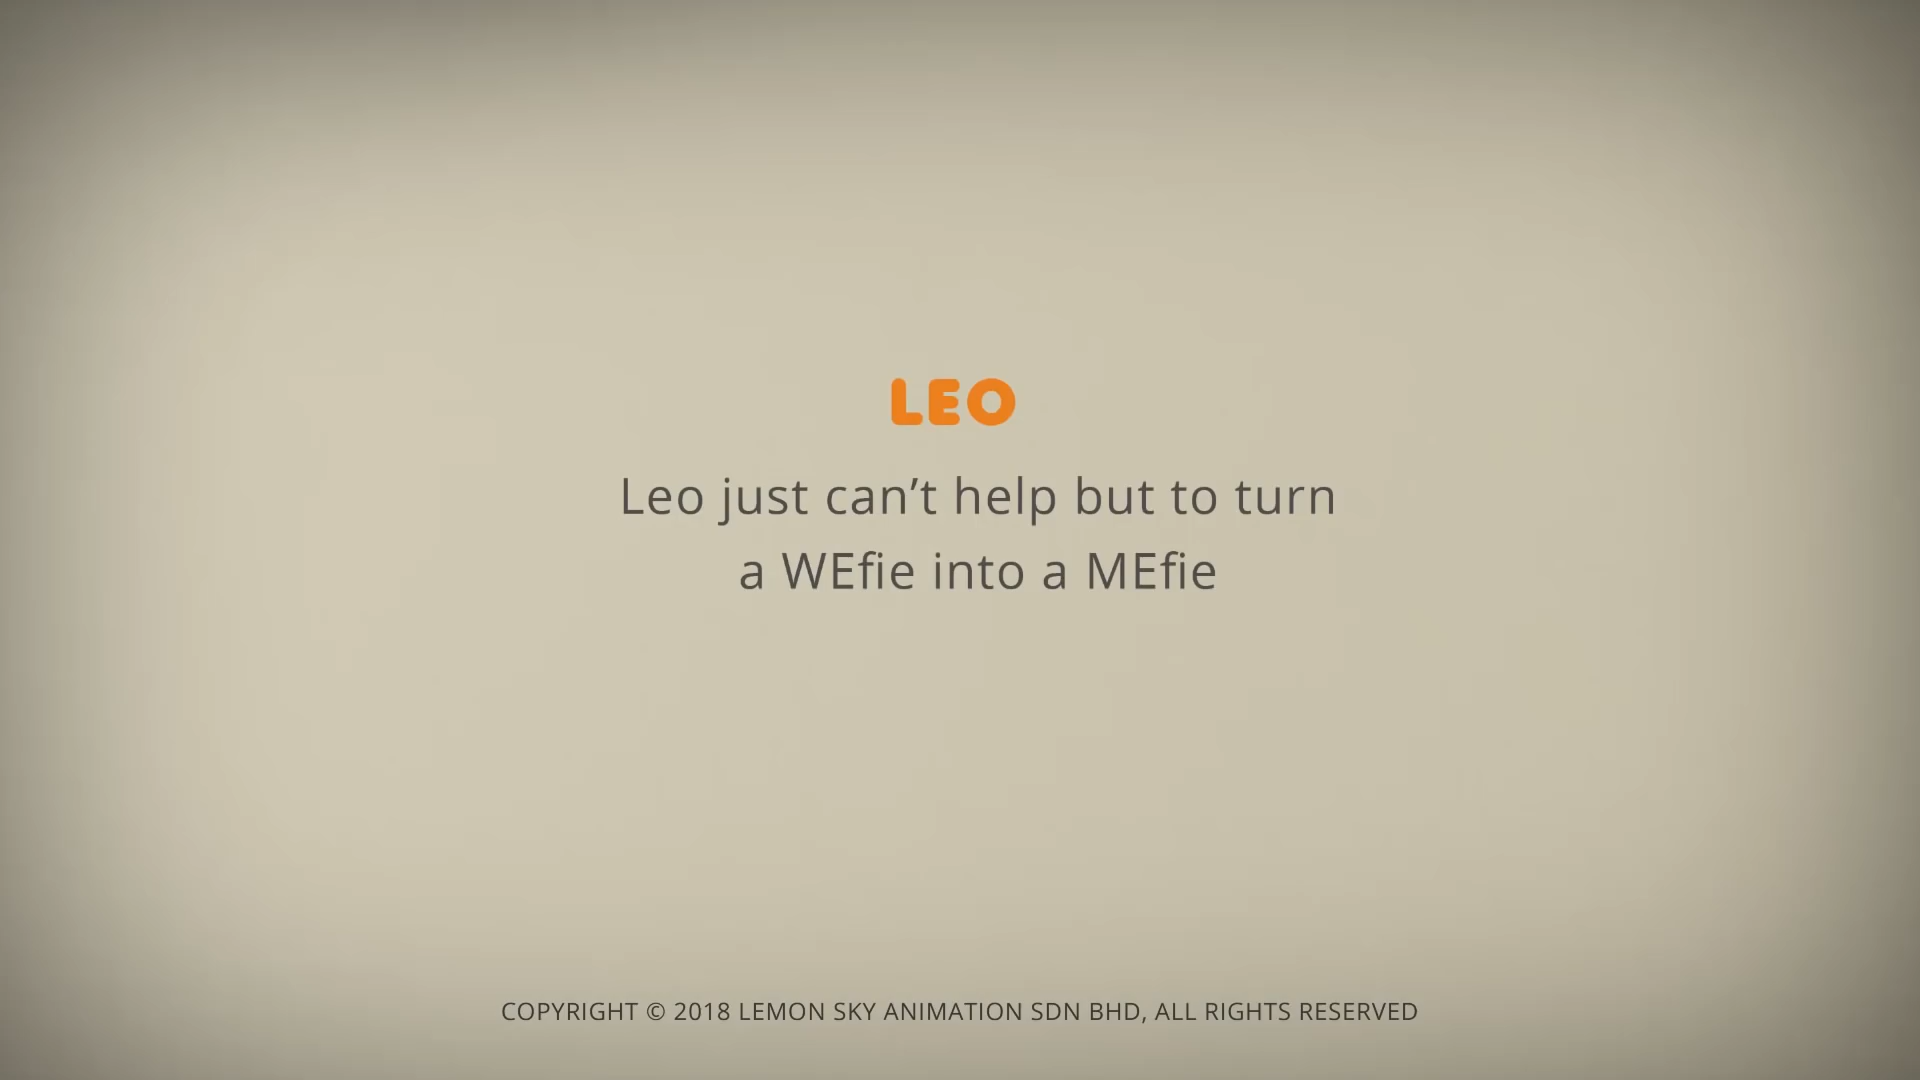 LEO
Leo just can’t help but to turn
a WEfie into a MEfie
COPYRIGHT © 2018 LEMON SKY ANIMATION SDN BHD, ALL RIGHTS RESERVED